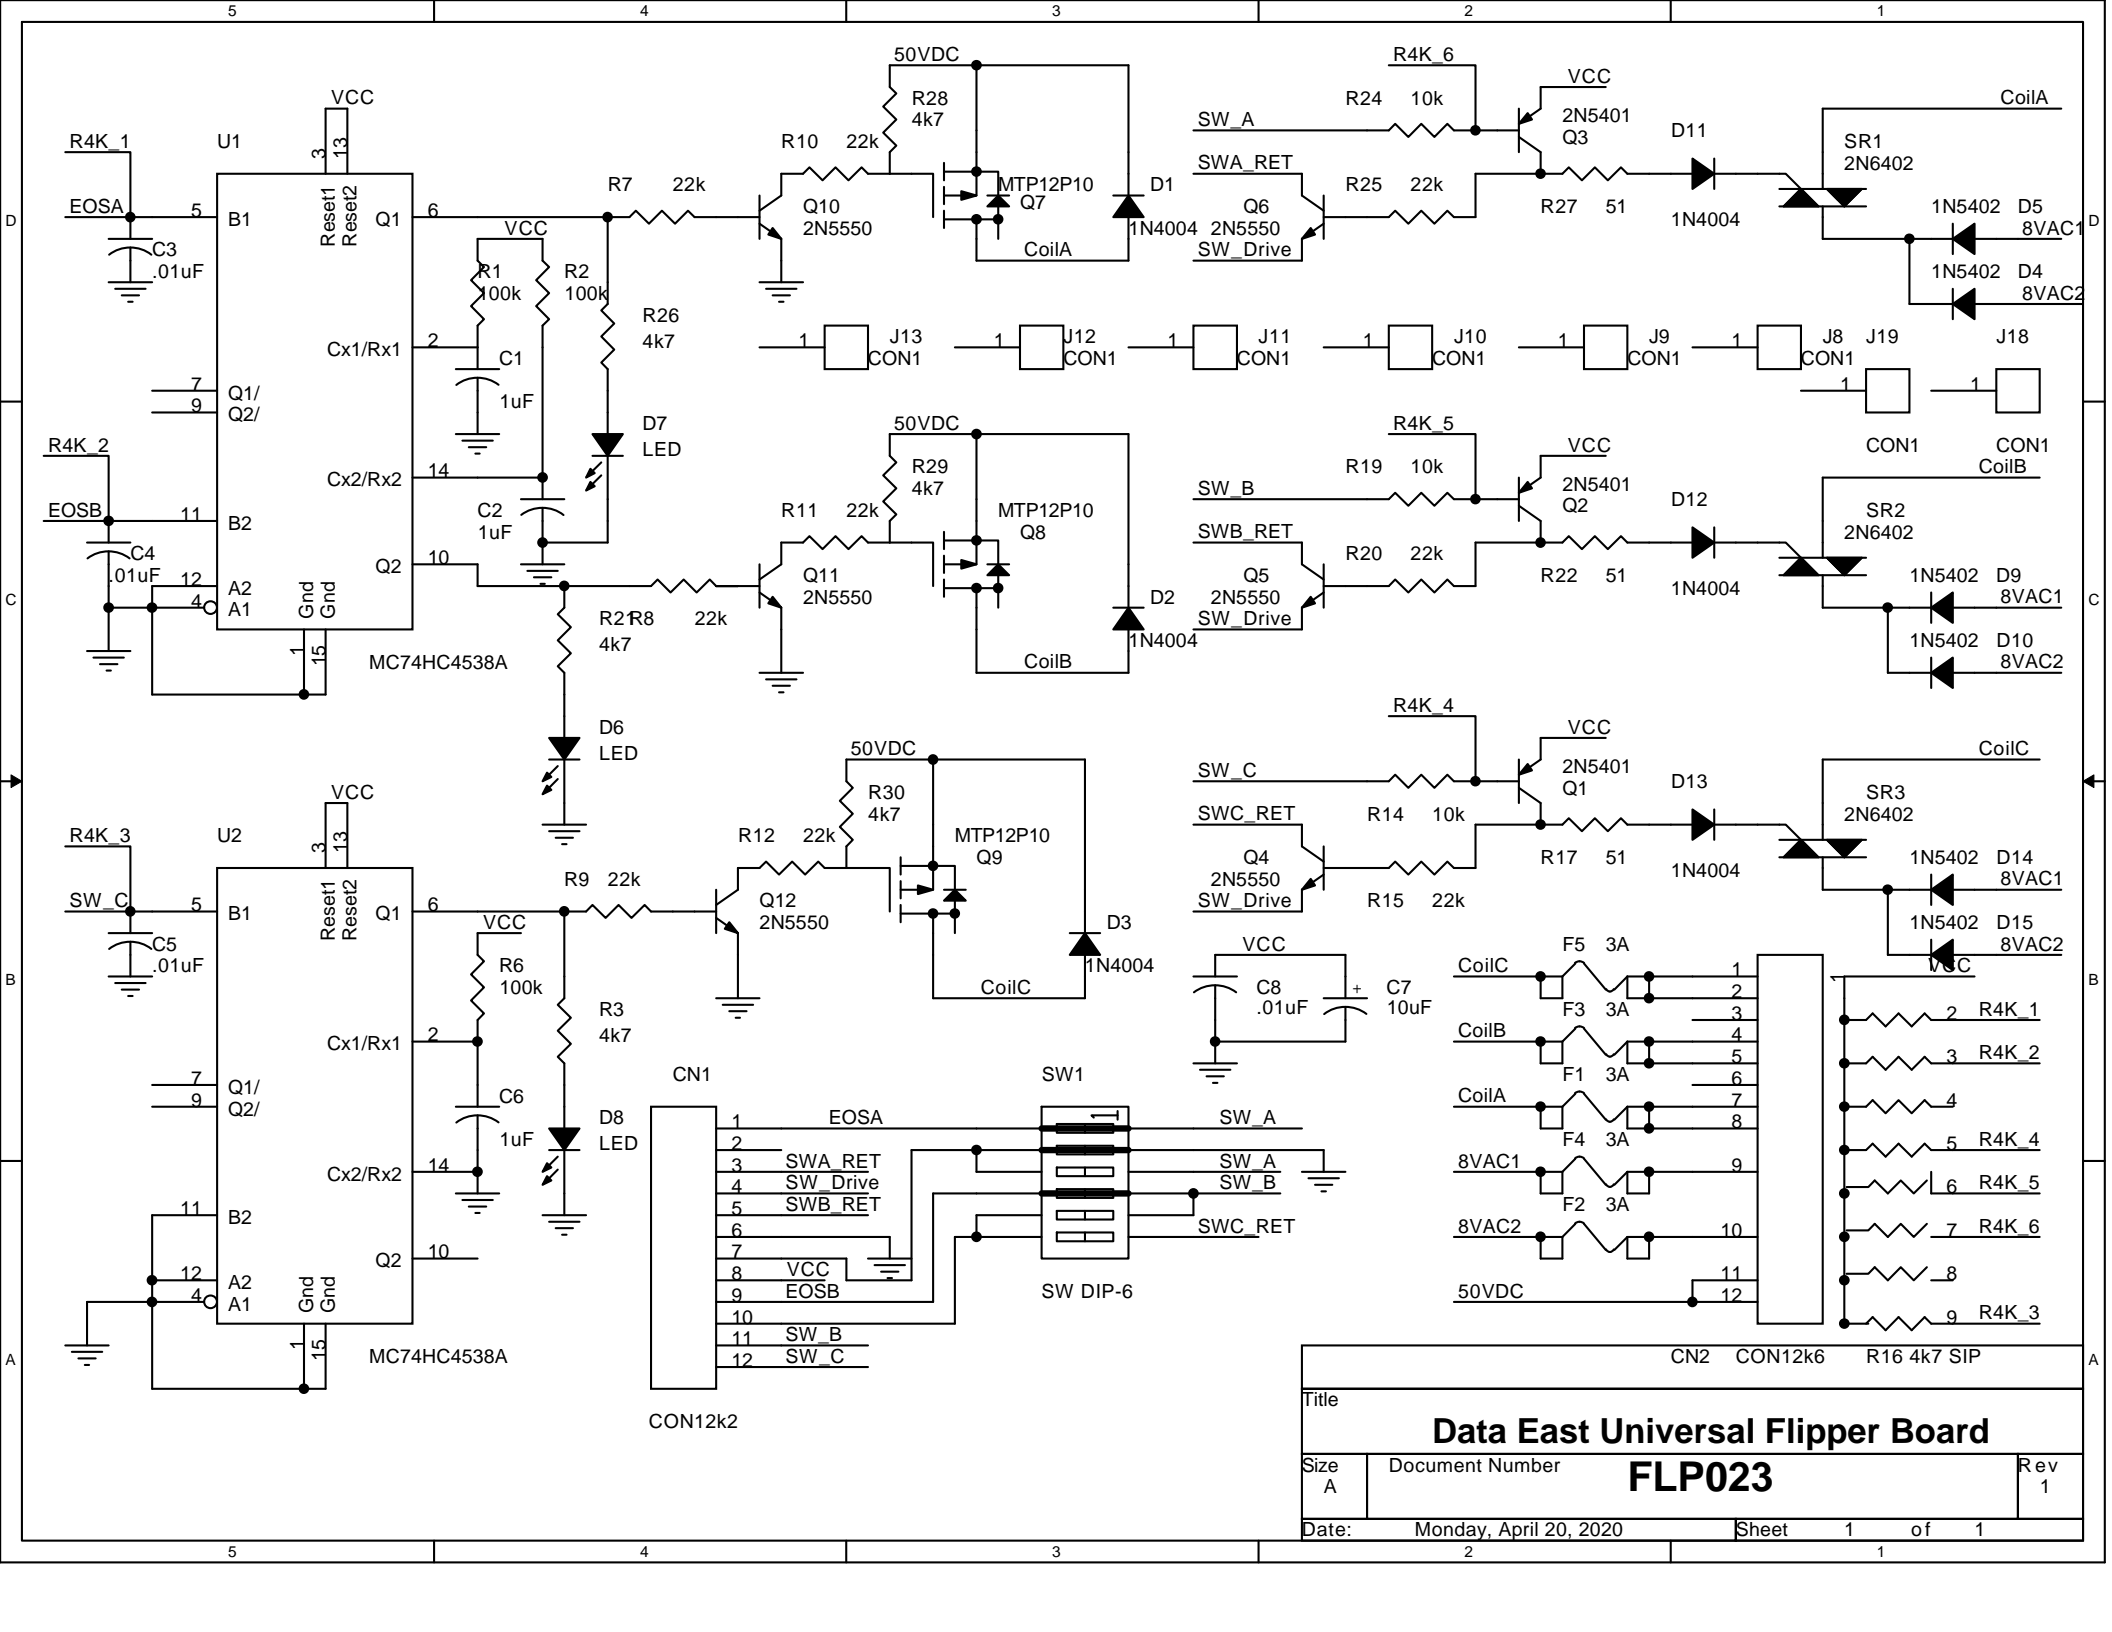 5 4 3 2 1
D D
C C
B B
A A
50VDC
R4K_6
VCC
VCC
CoilA
R4K_1
U1
3
13
R28
4k7
R24 10k
2N5401
Q3
D11
SR1
2N6402
SW_A
R10 22k
SWA_RET
Reset1
Reset2
R7 22k
MTP12P10
Q7
D1
1N4004
R25 22k
EOSA
5
B1
Q1
6
Q10
2N5550
Q6
2N5550
R27 51
1N4004
1N5402 D5
8VAC1
C3
.01uF
VCC
CoilA
SW_Drive
R1
100k
R2
100k
1N5402 D4
8VAC2
R26
4k7
1 J13
CON1
1 J12
CON1
1 J11
CON1
1 J10
CON1
1 J9
CON1
1 J8
CON1
J19
1
CON1
J18
1
CON1
Cx1/Rx1
2
C1
1uF
7
Q1/
9
Q2/
D7
LED
50VDC
R4K_5
VCC
R4K_2
CoilB
Cx2/Rx2
14
R29
4k7
R19 10k
2N5401
Q2
D12
SR2
2N6402
SW_B
EOSB
11
B2
C2
1uF
R11 22k
MTP12P10
Q8
SWB_RET
R20 22k
C4
.01uF
Q2
10
Q11
2N5550
Q5
2N5550
R22 51
1N4004
1N5402 D9
8VAC1
12
A2
4
A1
Gnd
Gnd
1
15
R21
4k7
R8 22k
D2
1N4004
SW_Drive
1N5402 D10
8VAC2
CoilB
MC74HC4538A
R4K_4
VCC
D6
LED
50VDC
CoilC
SW_C
2N5401
Q1
D13
SR3
2N6402
VCC
R30
4k7
R14 10k
SWC_RET
R4K_3
U2
3
13
R12 22k
MTP12P10
Q9
Q4
2N5550
R17 51
1N4004
1N5402 D14
8VAC1
R9 22k
R15 22k
Reset1
Reset2
SW_C
5
B1
Q1
6
Q12
2N5550
SW_Drive
VCC
D3
1N4004
1N5402 D15
8VAC2
C5
.01uF
R6
100k
VCC
F5 3A
CoilC
1
2
VCC
1
CoilC
C8
.01uF
+
C7
10uF
R3
4k7
F3 3A
3
2 R4K_1
Cx1/Rx1
2
CoilB
4
5
3 R4K_2
CN1
SW1
F1 3A
6
7
Q1/
9
Q2/
C6
1uF
CoilA
7
8
4
D8
LED
1
EOSA
1
SW_A
2
F4 3A
5 R4K_4
3
SWA_RET
SW_A
8VAC1
9
Cx2/Rx2
14
4
SW_Drive
SW_B
6 R4K_5
5
SWB_RET
F2 3A
11
B2
6
SWC_RET
8VAC2
10
7 R4K_6
Q2
10
7
8
VCC
11
8
12
A2
4
A1
9
EOSB
SW DIP-6
50VDC
12
10
9 R4K_3
Gnd
Gnd
1
15
11
SW_B
12
SW_C
MC74HC4538A
CN2 CON12k6 R16 4k7 SIP
CON12k2
Title
Data East Universal Flipper Board
Size
A
Document Number
FLP023
Rev
1
Date: Monday, April 20, 2020
Sheet 1 of 1
5 4 3 2 1